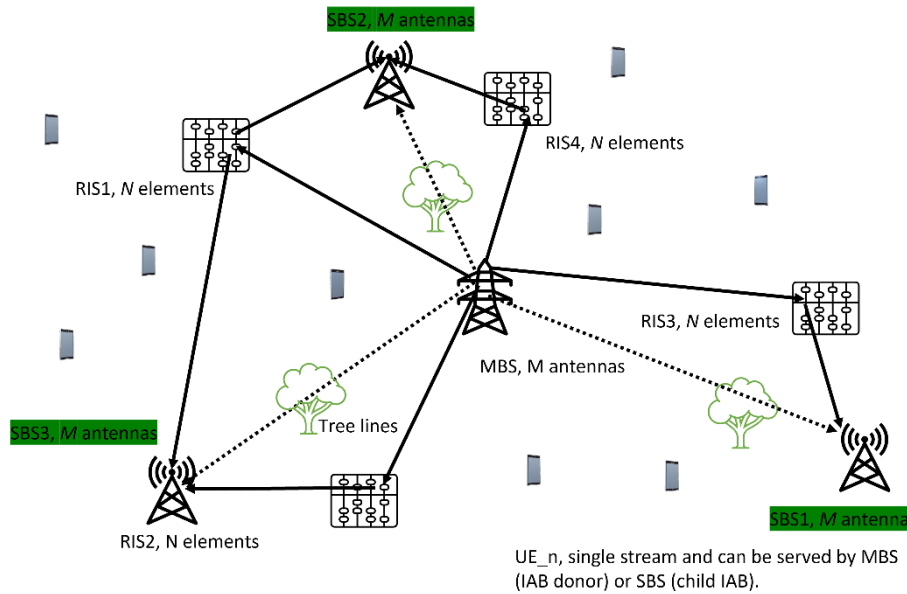 SBS2, M antennas
RIS4, N elements
RIS1, N elements
RIS3, N elements
MBS, M antennas
Tree lines
SBS3, M antennas
SBS1, M antenna
RIS2, N elements
UE_n, single stream and can be served by MBS
(IAB donor) or SBS (child IAB).